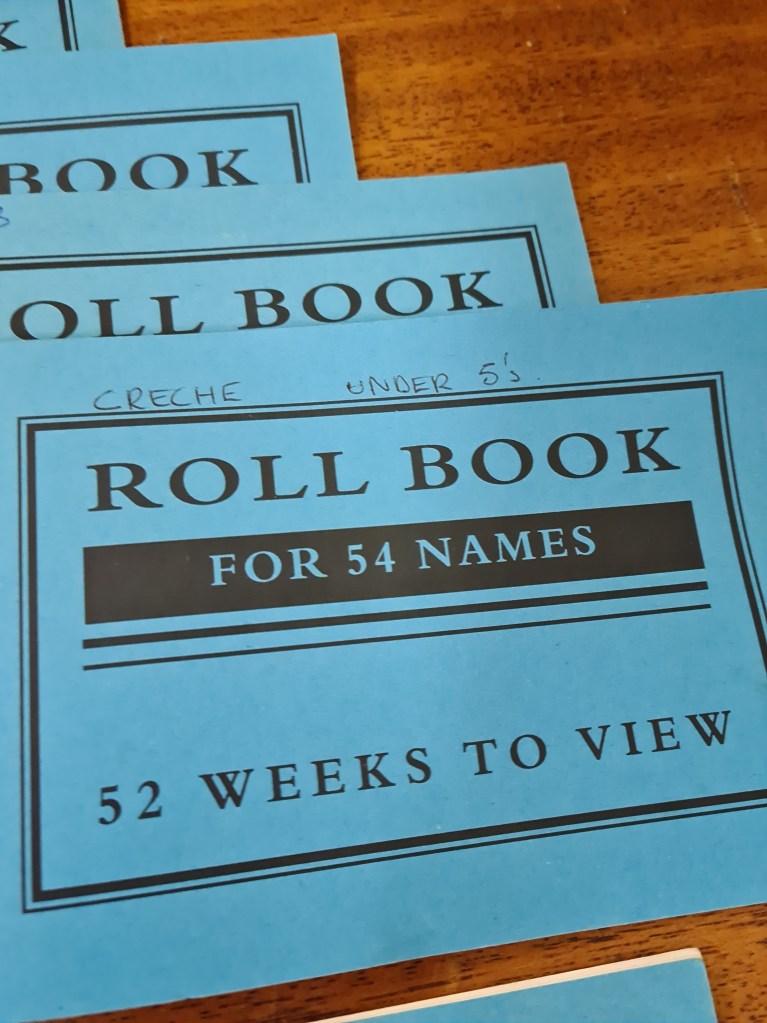 K
BOOK
OLL BOOK
CRECHE UNDER 5's.
ROLL BOOK
FOR 54 NAMES
52 WEEKS TO VIEW